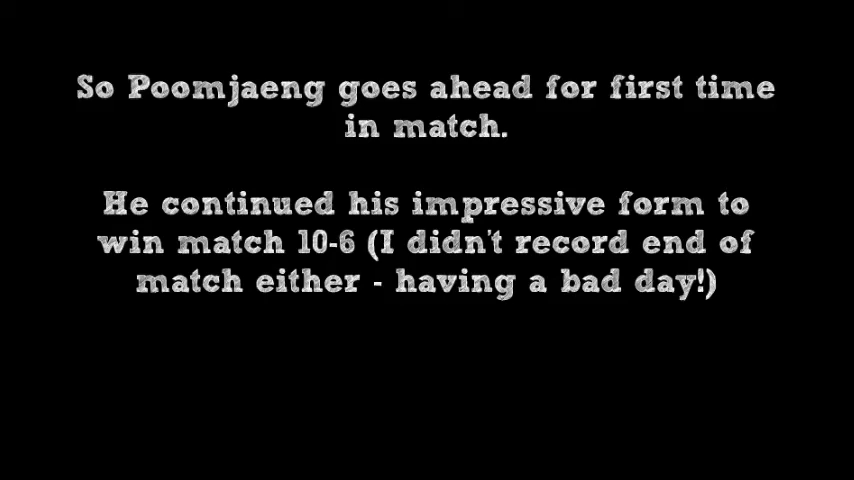 So Poomjaeng goes ahead for first time
in match.
He continued his impressive form to
win match 10-6 (I didn't record end of
match either - having a bad day!)